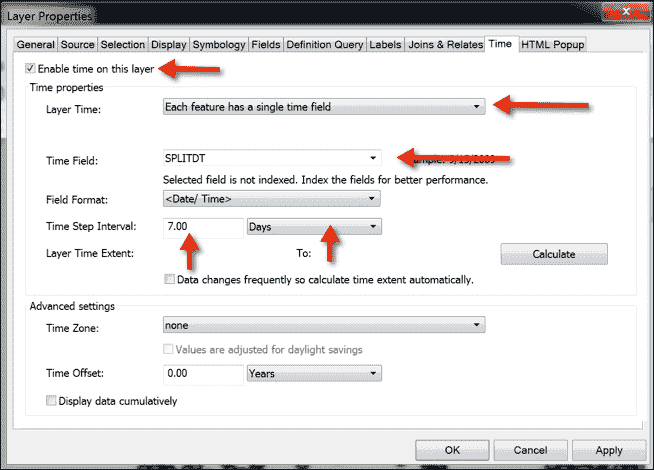 Layer Properties
General Source Selection Display Symbology Fields Definition Query Labels Joins & Relates Time HTML Popup
Enable time on this layer
Time properties
Layer Time: Each feature has a single time field
Time Field: SPLITDT
Selected field is not indexed. Index the fields for better performance.
Field Format: <Date/ Time>
Time Step Interval: 7.00 Days
Layer Time Extent: To: Calculate
Data changes frequently so calculate time extent automatically.
Advanced settings
Time Zone: none
Values are adjusted for daylight savings
Time Offset: 0.00 Years
Display data cumulatively
OK Cancel Apply